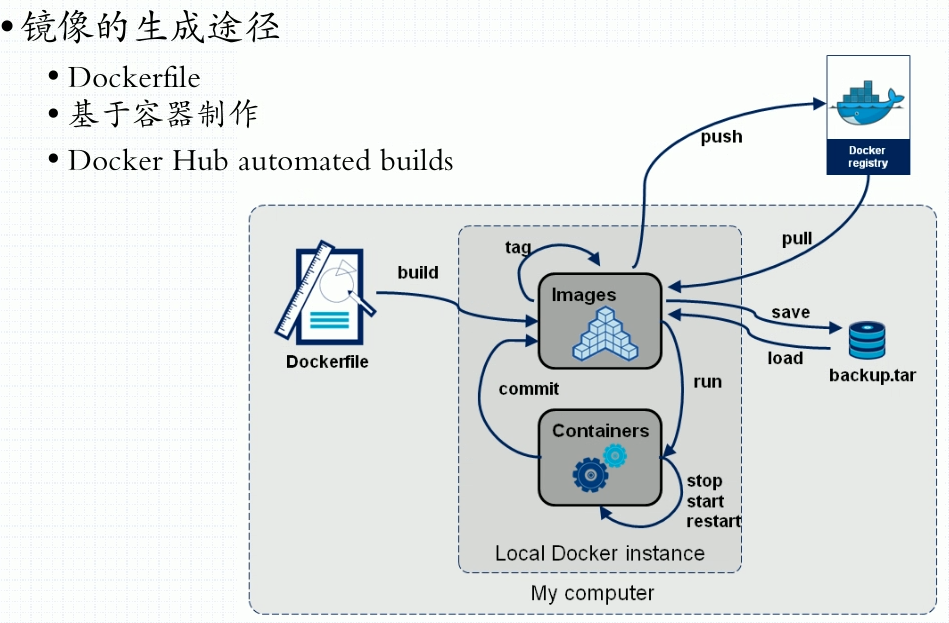 •镜像的生成途径
• Dockerfile
• 基于容器制作
• Docker Hub automated builds
Docker
registry
push
pull
tag
build
Images
save
Dockerfile
load
backup.tar
commit
run
Containers
stop
start
restart
Local Docker instance
My computer